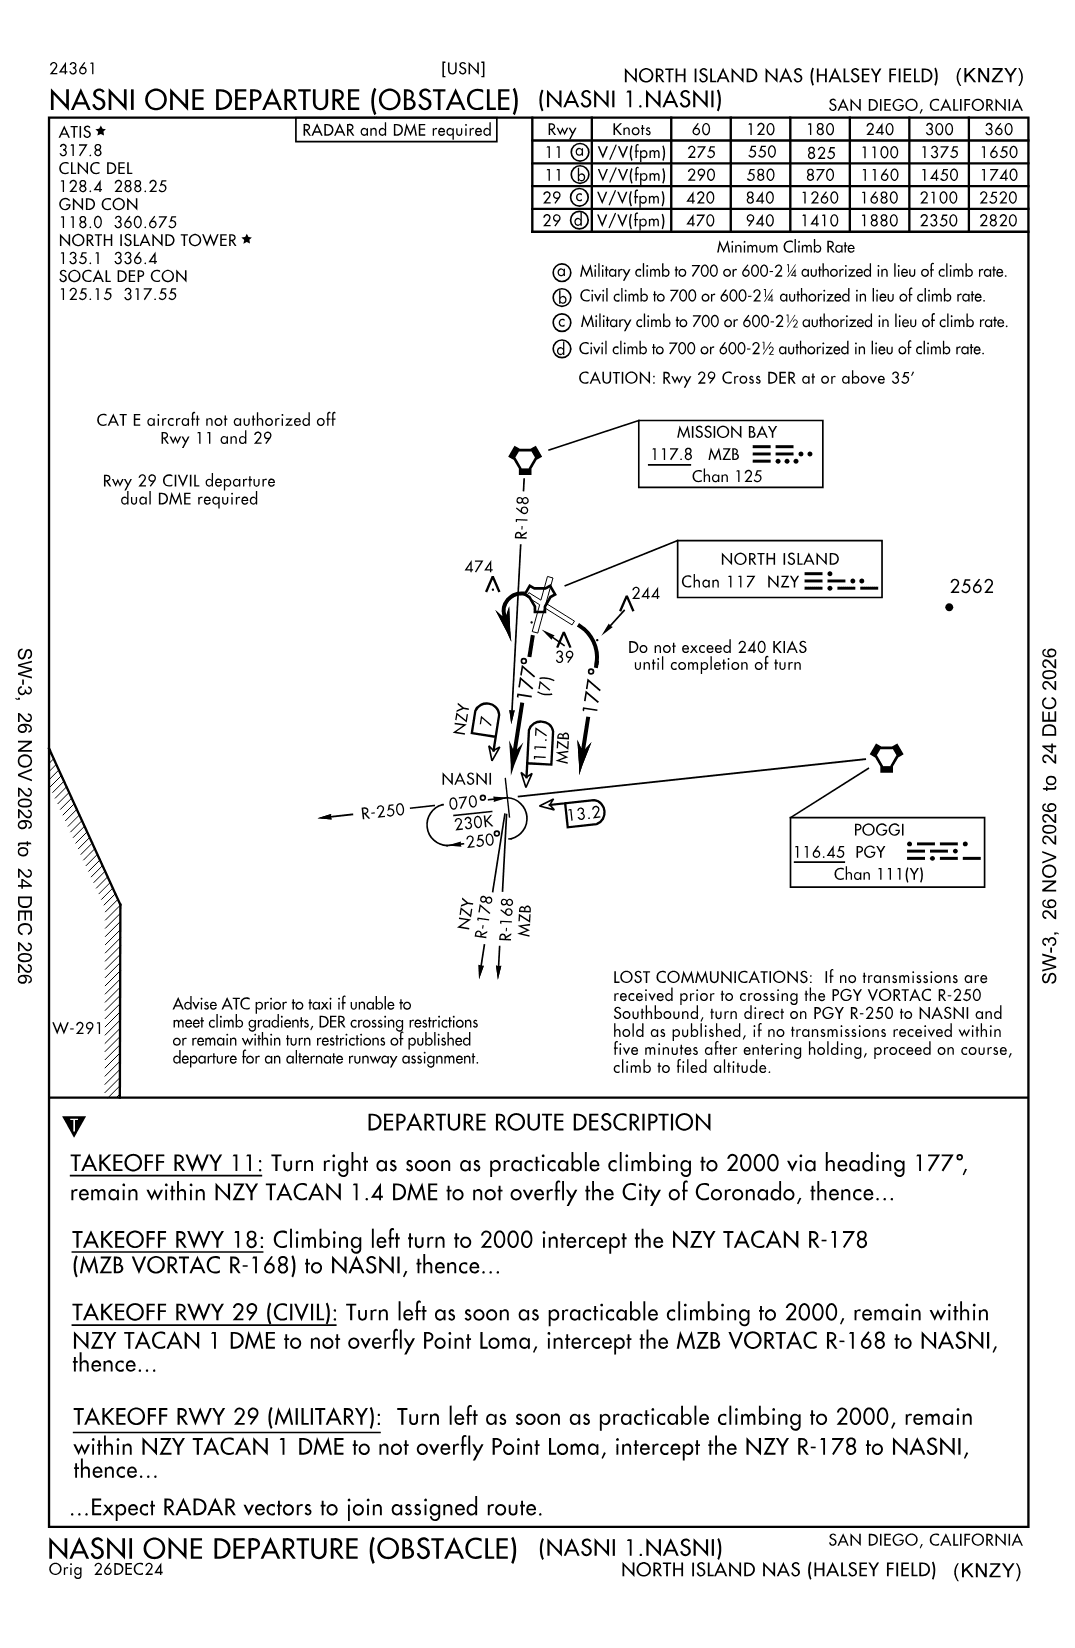 24361
[USN]
NORTH ISLAND NAS (HALSEY FIELD) (KNZY)
NASNI ONE DEPARTURE (OBSTACLE) (NASNI 1.NASNI)
SAN DIEGO, CALIFORNIA
ATIS ★
317.8
CLNC DEL
128.4 288.25
GND CON
118.0 360.675
NORTH ISLAND TOWER ★
135.1 336.4
SOCAL DEP CON
125.15 317.55
RADAR and DME required
Rwy Knots 60 120 180 240 300 360
11 ⓐ V/V(fpm) 275 550 825 1100 1375 1650
11 ⓑ V/V(fpm) 290 580 870 1160 1450 1740
29 ⓒ V/V(fpm) 420 840 1260 1680 2100 2520
29 ⓓ V/V(fpm) 470 940 1410 1880 2350 2820
Minimum Climb Rate
ⓐ Military climb to 700 or 600-2¼ authorized in lieu of climb rate.
ⓑ Civil climb to 700 or 600-2¼ authorized in lieu of climb rate.
ⓒ Military climb to 700 or 600-2½ authorized in lieu of climb rate.
ⓓ Civil climb to 700 or 600-2½ authorized in lieu of climb rate.
CAUTION: Rwy 29 Cross DER at or above 35'
CAT E aircraft not authorized off
Rwy 11 and 29
Rwy 29 CIVIL departure
dual DME required
MISSION BAY
117.8 MZB
Chan 125
R-168
NORTH ISLAND
Chan 117 NZY
474
244
39
2562
Do not exceed 240 KIAS
until completion of turn
177°
(7)
177°
NZY
7
11.7
MZB
NASNI
R-250
070°
230K
250°
13.2
POGGI
116.45 PGY
Chan 111(Y)
NZY
R-178
R-168
MZB
W-291
Advise ATC prior to taxi if unable to
meet climb gradients, DER crossing restrictions
or remain within turn restrictions of published
departure for an alternate runway assignment.
LOST COMMUNICATIONS: If no transmissions are
received prior to crossing the PGY VORTAC R-250
Southbound, turn direct on PGY R-250 to NASNI and
hold as published, if no transmissions received within
five minutes after entering holding, proceed on course,
climb to filed altitude.
SW-3, 26 NOV 2026 to 24 DEC 2026
SW-3, 26 NOV 2026 to 24 DEC 2026
T
DEPARTURE ROUTE DESCRIPTION
TAKEOFF RWY 11: Turn right as soon as practicable climbing to 2000 via heading 177°,
remain within NZY TACAN 1.4 DME to not overfly the City of Coronado, thence...
TAKEOFF RWY 18: Climbing left turn to 2000 intercept the NZY TACAN R-178
(MZB VORTAC R-168) to NASNI, thence...
TAKEOFF RWY 29 (CIVIL): Turn left as soon as practicable climbing to 2000, remain within
NZY TACAN 1 DME to not overfly Point Loma, intercept the MZB VORTAC R-168 to NASNI,
thence...
TAKEOFF RWY 29 (MILITARY): Turn left as soon as practicable climbing to 2000, remain
within NZY TACAN 1 DME to not overfly Point Loma, intercept the NZY R-178 to NASNI,
thence...
...Expect RADAR vectors to join assigned route.
NASNI ONE DEPARTURE (OBSTACLE) (NASNI 1.NASNI)
SAN DIEGO, CALIFORNIA
Orig 26DEC24
NORTH ISLAND NAS (HALSEY FIELD) (KNZY)